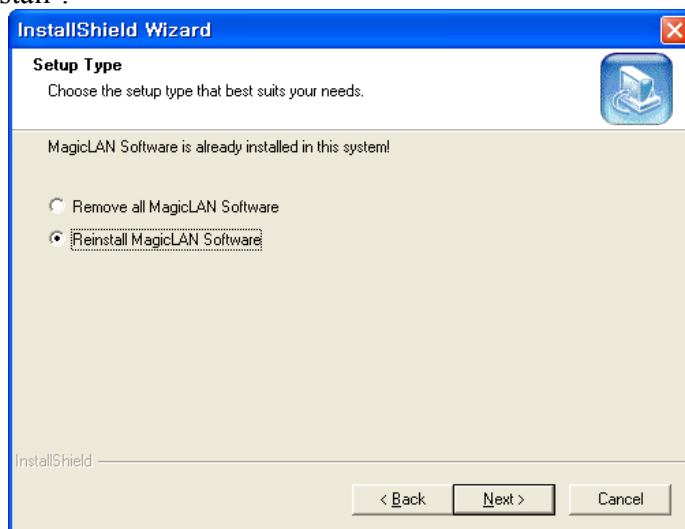 InstallShield Wizard
Setup Type
Choose the setup type that best suits your needs.
MagicLAN Software is already installed in this system!
Remove all MagicLAN Software
Reinstall MagicLAN Software
InstallShield
< Back Next > Cancel